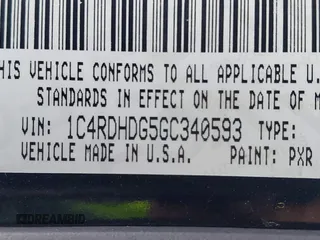 HIS VEHICLE CONFORMS TO ALL APPLICABLE U.
STANDARDS IN EFFECT ON THE DATE OF M
VIN: 1C4RDHDG5GC340593 TYPE:
VEHICLE MADE IN U.S.A. PAINT: PXR
DREAMBID